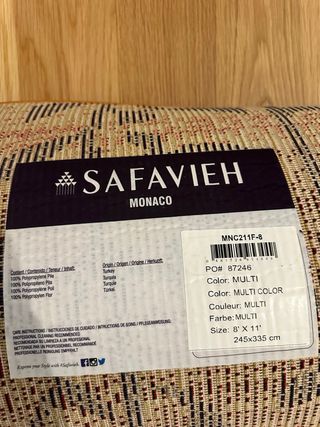 SAFAVIEH
MONACO
Content / Contenido / Teneur / Inhalt:
100% Polypropylene Pile
100% Polipropileno Pila
100% Polypropylène Poil
100% Polypropylen Flor
Origin / Origen / Origine / Herkunft:
Turkey
Turquía
Turquie
Türkei
CARE INSTRUCTIONS / INSTRUCCIONES DE CUIDADO / INSTRUCTIONS DE SOINS / PFLEGEANWEISUNG:
PROFESSIONAL CLEANING RECOMMENDED
RECOMENDADA LA LIMPIEZA A UN PROFESIONAL
NETTOYAGE PROFESSIONNEL RECOMMANDÉ
PROFESSIONELLE REINIGUNG EMPFOHLEN
Express your Style with #Safavieh
MNC211F-8
PO# 87246
Color: MULTI
Color: MULTI COLOR
Couleur: MULTI
Farbe: MULTI
Size: 8' X 11'
245x335 cm